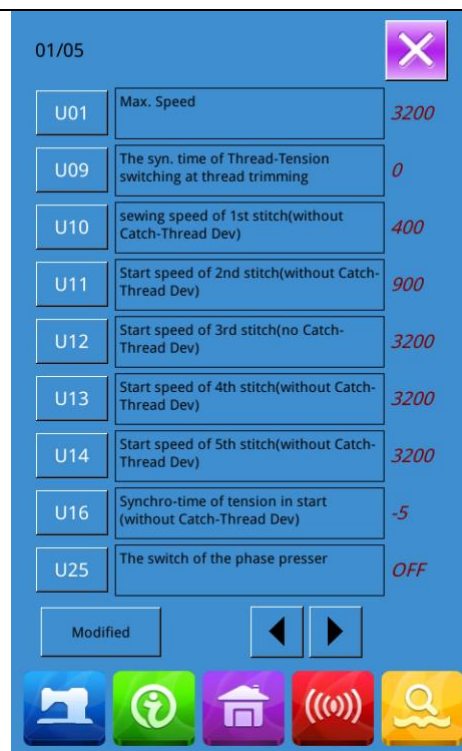 01/05
U01
Max. Speed
3200
U09
The syn. time of Thread-Tension
switching at thread trimming
0
U10
sewing speed of 1st stitch(without
Catch-Thread Dev)
400
U11
Start speed of 2nd stitch(without Catch-
Thread Dev)
900
U12
Start speed of 3rd stitch(no Catch-
Thread Dev)
3200
U13
Start speed of 4th stitch(without Catch-
Thread Dev)
3200
U14
Start speed of 5th stitch(without Catch-
Thread Dev)
3200
U16
Synchro-time of tension in start
(without Catch-Thread Dev)
-5
U25
The switch of the phase presser
OFF
Modified